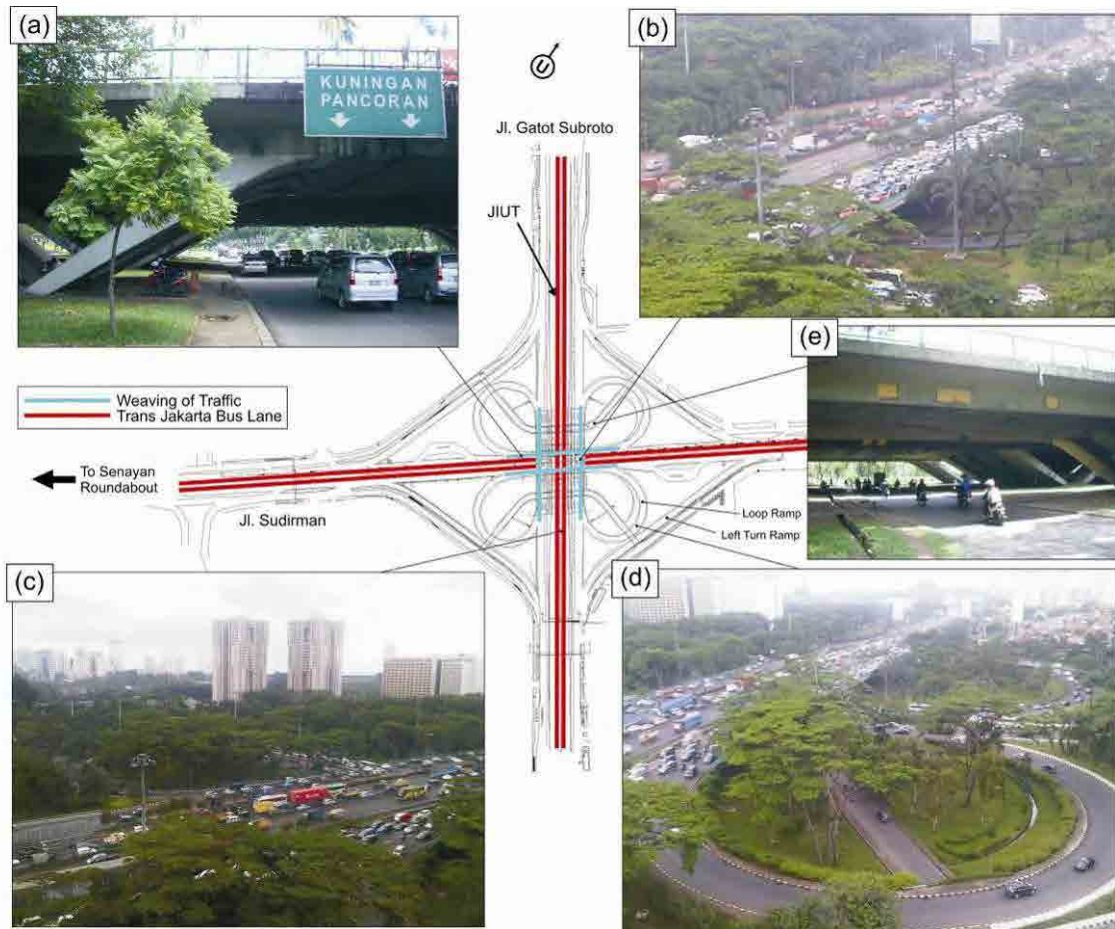 (a)
KUNINGAN
PANCORAN
(b)
Jl. Gatot Subroto
JIUT
(e)
Weaving of Traffic
Trans Jakarta Bus Lane
To Senayan
Roundabout
Jl. Sudirman
Loop Ramp
Left Turn Ramp
(c)
(d)